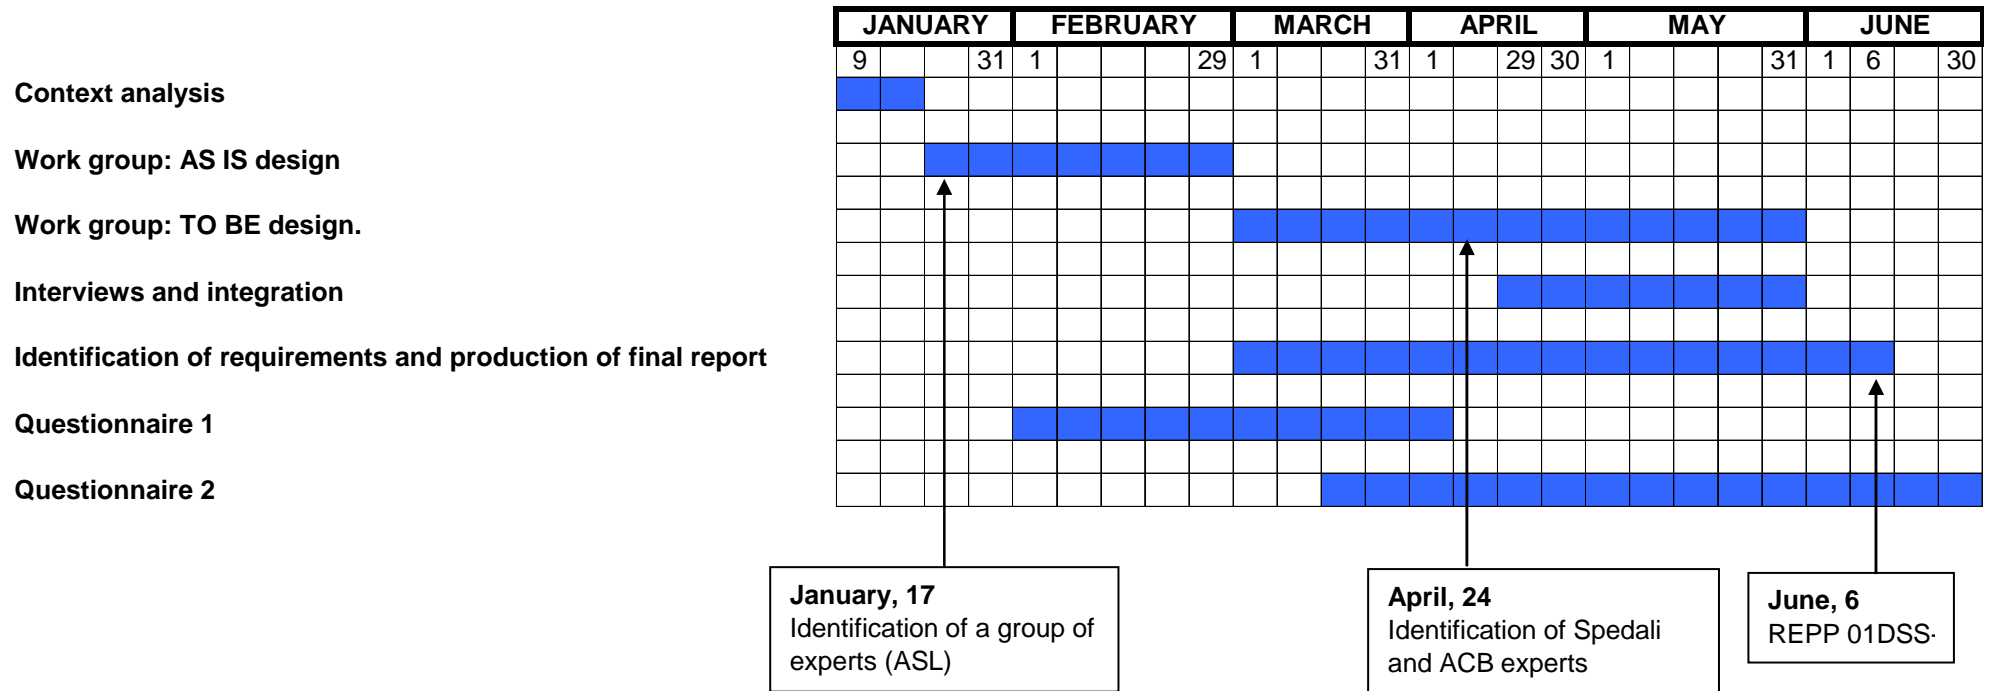 JANUARY FEBRUARY MARCH APRIL MAY JUNE
9 31 1 29 1 31 1 29 30 1 31 1 6 30
Context analysis
Work group: AS IS design
Work group: TO BE design.
Interviews and integration
Identification of requirements and production of final report
Questionnaire 1
Questionnaire 2
January, 17
Identification of a group of
experts (ASL)
April, 24
Identification of Spedali
and ACB experts
June, 6
REPP 01DSS-